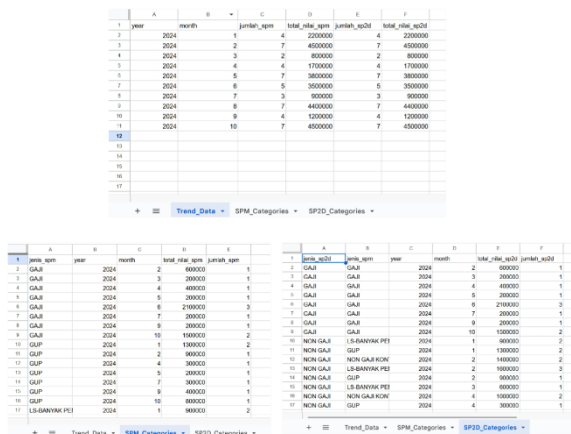 A B C D E F
1 year month jumlah_spm total_nilai_spm jumlah_sp2d total_nilai_sp2d
2 2024 1 4 2200000 4 2200000
3 2024 2 7 4500000 7 4500000
4 2024 3 2 800000 2 800000
5 2024 4 4 1700000 4 1700000
6 2024 5 7 3800000 7 3800000
7 2024 6 5 3500000 5 3500000
8 2024 7 3 900000 3 900000
9 2024 8 7 4400000 7 4400000
10 2024 9 4 1200000 4 1200000
11 2024 10 7 4500000 7 4500000
12
13
14
15
16
17
Trend_Data SPM_Categories SP2D_Categories
A B C D E
1 jenis_spm year month total_nilai_spm jumlah_spm
2 GAJI 2024 2 600000 1
3 GAJI 2024 3 200000 1
4 GAJI 2024 4 400000 1
5 GAJI 2024 5 200000 1
6 GAJI 2024 6 2100000 3
7 GAJI 2024 7 200000 1
8 GAJI 2024 8 200000 1
9 GAJI 2024 10 1500000 2
10 GUP 2024 1 1300000 2
11 GUP 2024 2 900000 1
12 GUP 2024 4 300000 1
13 GUP 2024 5 200000 1
14 GUP 2024 7 300000 1
15 GUP 2024 9 400000 1
16 GUP 2024 10 800000 1
17 LS-BANYAK PE 2024 1 900000 2
Trend_Data SPM_Categories SP2D_Categories
A B C D E F
1 jenis_sp2d jenis_spm year month total_nilai_sp2d jumlah_sp2d
2 GAJI GAJI 2024 2 600000 1
3 GAJI GAJI 2024 3 200000 1
4 GAJI GAJI 2024 4 400000 1
5 GAJI GAJI 2024 5 200000 1
6 GAJI GAJI 2024 6 2100000 3
7 GAJI GAJI 2024 7 200000 1
8 GAJI GAJI 2024 8 200000 1
9 GAJI GAJI 2024 10 1500000 2
10 NON GAJI LS-BANYAK PE 2024 1 900000 2
11 NON GAJI GUP 2024 1 1300000 2
12 NON GAJI NON GAJI KON 2024 2 1400000 2
13 NON GAJI LS-BANYAK PE 2024 2 1600000 3
14 NON GAJI GUP 2024 2 900000 1
15 NON GAJI LS-BANYAK PE 2024 3 600000 1
16 NON GAJI NON GAJI KON 2024 4 1000000 2
17 NON GAJI GUP 2024 4 300000 1
Trend_Data SPM_Categories SP2D_Categories